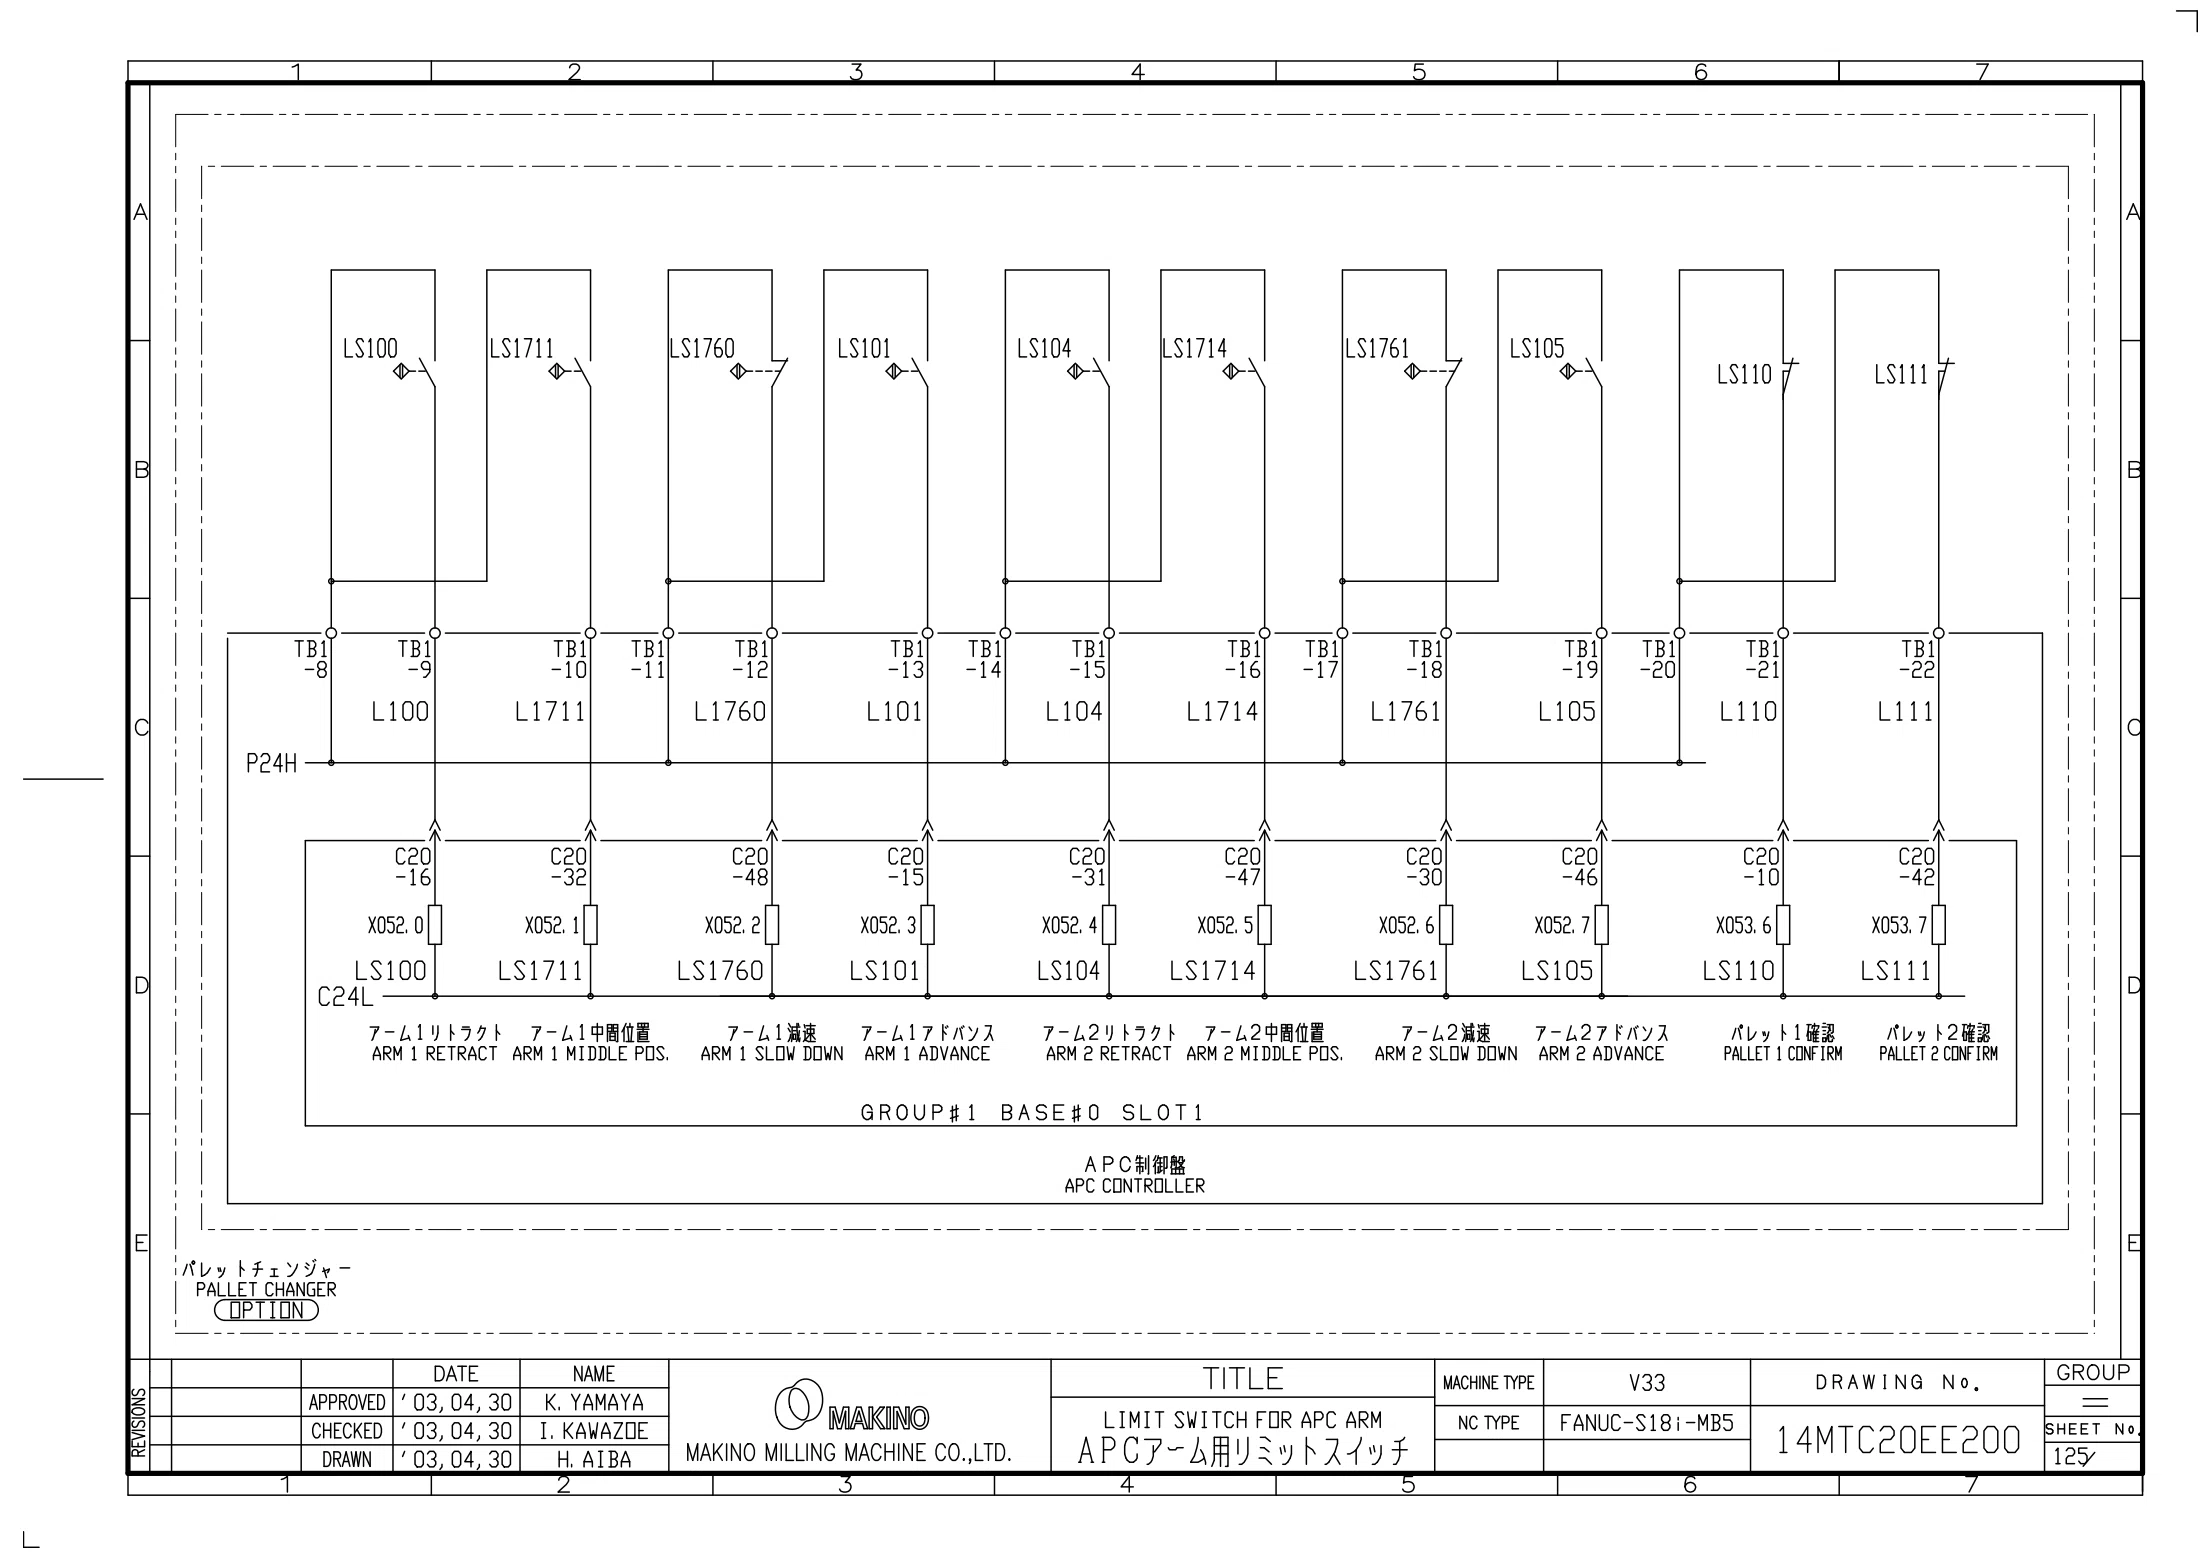 1 2 3 4 5 6 7
A A
LS100 LS1711 LS1760 LS101 LS104 LS1714 LS1761 LS105 LS110 LS111
B B
TB1 TB1 TB1 TB1 TB1 TB1 TB1 TB1 TB1 TB1 TB1 TB1 TB1 TB1 TB1
-8 -9 -10 -11 -12 -13 -14 -15 -16 -17 -18 -19 -20 -21 -22
L100 L1711 L1760 L101 L104 L1714 L1761 L105 L110 L111
C C
P24H
C20 C20 C20 C20 C20 C20 C20 C20 C20 C20
-16 -32 -48 -15 -31 -47 -30 -46 -10 -42
X052.0 X052.1 X052.2 X052.3 X052.4 X052.5 X052.6 X052.7 X053.6 X053.7
LS100 LS1711 LS1760 LS101 LS104 LS1714 LS1761 LS105 LS110 LS111
D D
C24L
アーム1リトラクト アーム1中間位置 アーム1減速 アーム1アドバンス アーム2リトラクト アーム2中間位置 アーム2減速 アーム2アドバンス パレット1確認 パレット2確認
ARM 1 RETRACT ARM 1 MIDDLE POS. ARM 1 SLOW DOWN ARM 1 ADVANCE ARM 2 RETRACT ARM 2 MIDDLE POS. ARM 2 SLOW DOWN ARM 2 ADVANCE PALLET 1 CONFIRM PALLET 2 CONFIRM
GROUP#1 BASE#0 SLOT1
APC制御盤
APC CONTROLLER
E E
パレットチェンジャー
PALLET CHANGER
OPTION
REVISIONS
DATE NAME
APPROVED '03,04,30 K. YAMAYA
CHECKED '03,04,30 I. KAWAZOE
DRAWN '03,04,30 H. AIBA
MAKINO
MAKINO MILLING MACHINE CO.,LTD.
TITLE
LIMIT SWITCH FOR APC ARM
APCアーム用リミットスイッチ
MACHINE TYPE V33
NC TYPE FANUC-S18i-MB5
DRAWING No.
14MTC20EE200
GROUP
=
SHEET No.
125/
1 2 3 4 5 6 7